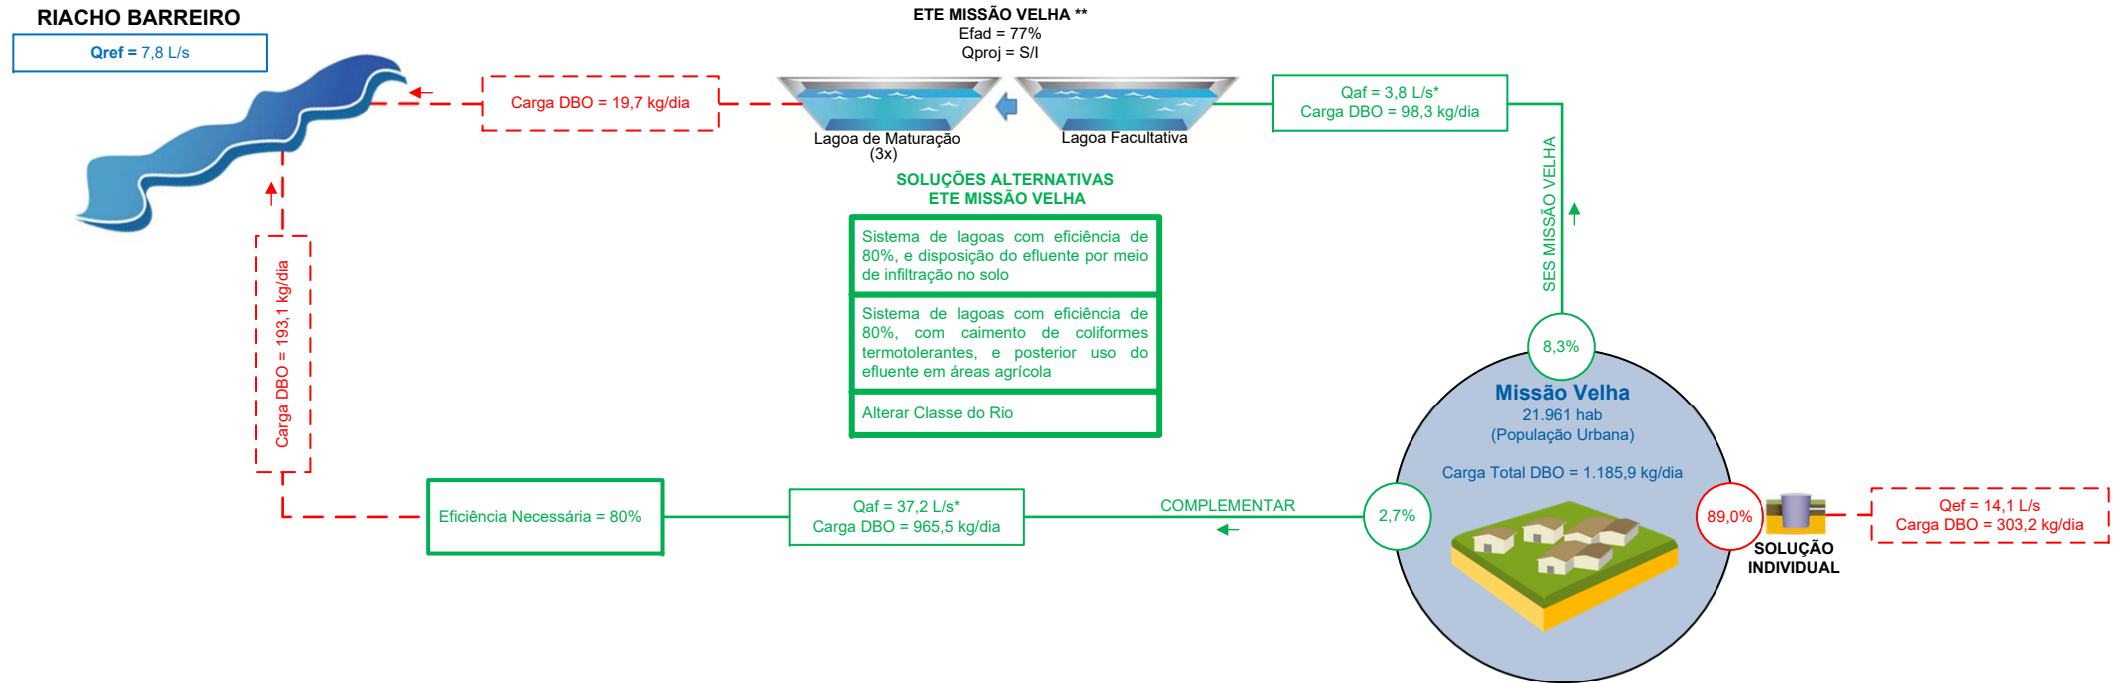 RIACHO BARREIRO
Qref = 7,8 L/s
Carga DBO = 19,7 kg/dia
ETE MISSÃO VELHA **
Efad = 77%
Qproj = S/I
Lagoa de Maturação
(3x)
Lagoa Facultativa
Qaf = 3,8 L/s*
Carga DBO = 98,3 kg/dia
SES MISSÃO VELHA
SOLUÇÕES ALTERNATIVAS
ETE MISSÃO VELHA
Sistema de lagoas com eficiência de
80%, e disposição do efluente por meio
de infiltração no solo
Sistema de lagoas com eficiência de
80%, com caimento de coliformes
termotolerantes, e posterior uso do
efluente em áreas agrícola
Alterar Classe do Rio
Carga DBO = 193,1 kg/dia
Eficiência Necessária = 80%
Qaf = 37,2 L/s*
Carga DBO = 965,5 kg/dia
COMPLEMENTAR
8,3%
Missão Velha
21.961 hab
(População Urbana)
Carga Total DBO = 1.185,9 kg/dia
2,7%
89,0%
SOLUÇÃO
INDIVIDUAL
Qef = 14,1 L/s
Carga DBO = 303,2 kg/dia